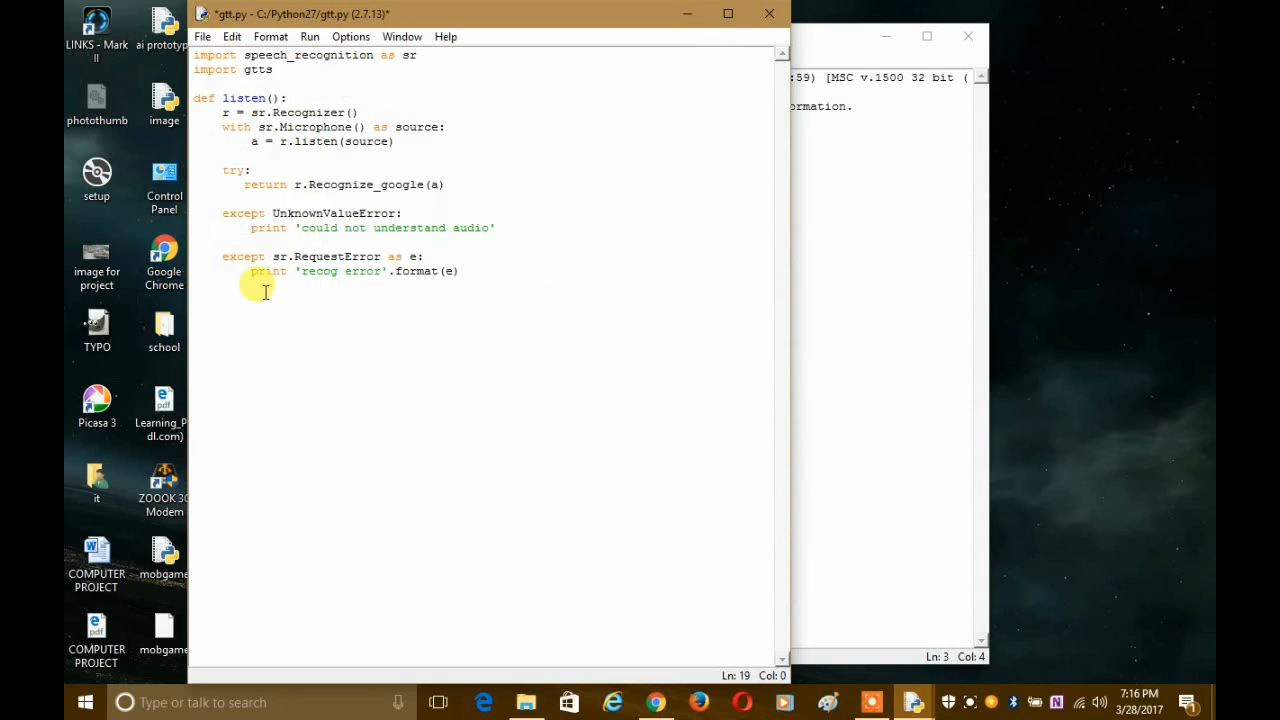 *gtt.py - C:/Python27/gtt.py (2.7.13)*
File Edit Format Run Options Window Help
import speech_recognition as sr
import gtts
def listen():
r = sr.Recognizer()
with sr.Microphone() as source:
a = r.listen(source)
try:
return r.Recognize_google(a)
except UnknownValueError:
print 'could not understand audio'
except sr.RequestError as e:
print 'recog error'.format(e)
Ln: 19 Col: 0
:59) [MSC v.1500 32 bit (
ormation.
Ln: 3 Col: 4
LINKS - Mark
II
ai prototyp
photothumb
image
setup
Control
Panel
image for
project
Google
Chrome
TYPO
school
Picasa 3
Learning_P
dl.com)
it
ZOOOK 3G
Modem
COMPUTER
PROJECT
mobgame
COMPUTER
PROJECT
mobgame
Type or talk to search
7:16 PM
3/28/2017